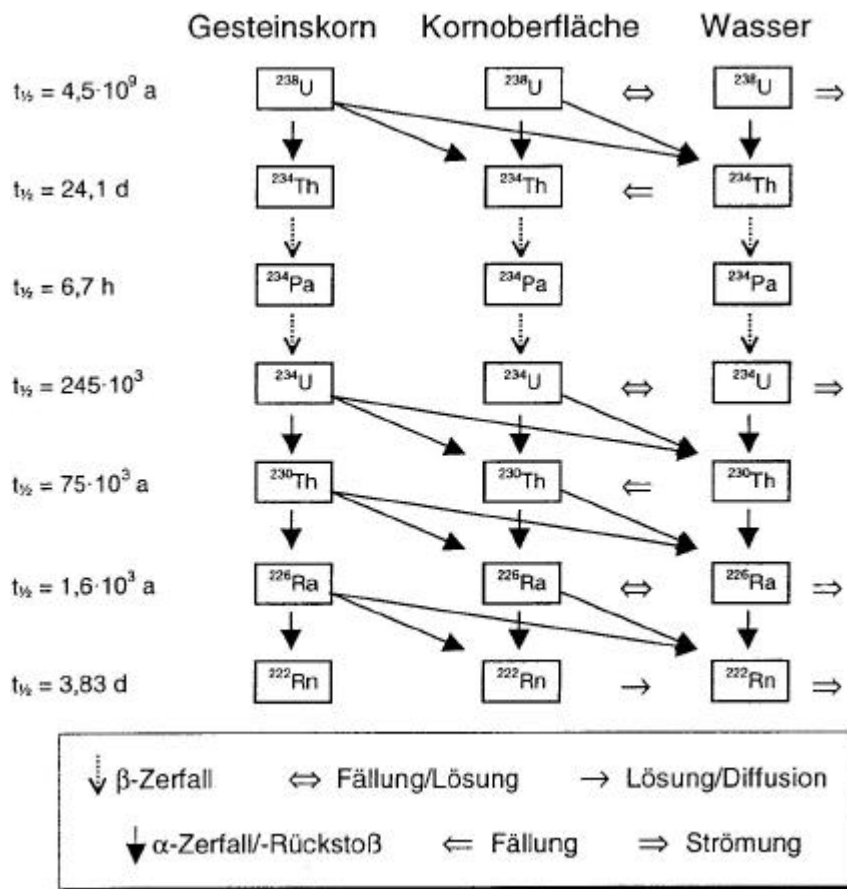 Gesteinskorn Kornoberfläche Wasser
t½ = 4,5·10⁹ a ²³⁸U ²³⁸U ⇔ ²³⁸U ⇒
t½ = 24,1 d ²³⁴Th ²³⁴Th ⇐ ²³⁴Th
t½ = 6,7 h ²³⁴Pa ²³⁴Pa ²³⁴Pa
t½ = 245·10³ ²³⁴U ²³⁴U ⇔ ²³⁴U ⇒
t½ = 75·10³ a ²³⁰Th ²³⁰Th ⇐ ²³⁰Th
t½ = 1,6·10³ a ²²⁶Ra ²²⁶Ra ⇔ ²²⁶Ra ⇒
t½ = 3,83 d ²²²Rn ²²²Rn → ²²²Rn ⇒
β-Zerfall ⇔ Fällung/Lösung → Lösung/Diffusion
α-Zerfall/-Rückstoß ⇐ Fällung ⇒ Strömung